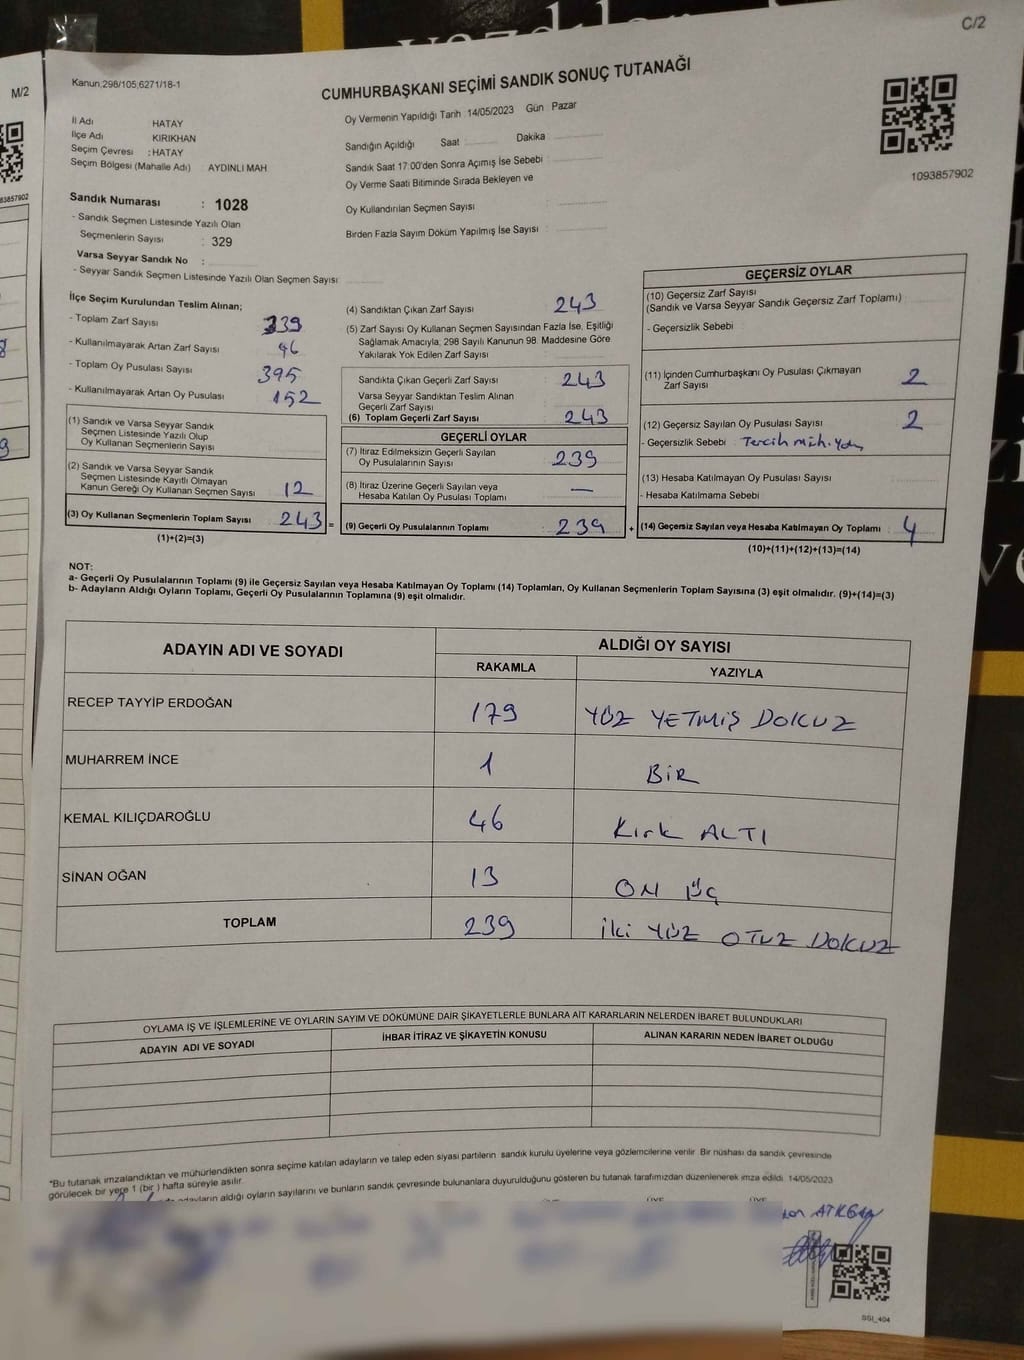 C/2
M/2
Kanun,298/105;6271/18-1
CUMHURBAŞKANI SEÇİMİ SANDIK SONUÇ TUTANAĞI
İl Adı HATAY
İlçe Adı KIRIKHAN
Seçim Çevresi : HATAY
Seçim Bölgesi (Mahalle Adı) AYDINLI MAH
Oy Vermenin Yapıldığı Tarih 14/05/2023 Gün Pazar
Sandığın Açıldığı Saat Dakika
Sandık Saat 17:00'den Sonra Açımış İse Sebebi
Oy Verme Saati Bitiminde Sırada Bekleyen ve
Oy Kullandırılan Seçmen Sayısı
Birden Fazla Sayım Döküm Yapılmış İse Sayısı
1093857902
Sandık Numarası : 1028
- Sandık Seçmen Listesinde Yazılı Olan
Seçmenlerin Sayısı : 329
Varsa Seyyar Sandık No :
- Seyyar Sandık Seçmen Listesinde Yazılı Olan Seçmen Sayısı
İlçe Seçim Kurulundan Teslim Alınan;
- Toplam Zarf Sayısı 339
- Kullanılmayarak Artan Zarf Sayısı 96
- Toplam Oy Pusulası Sayısı 395
- Kullanılmayarak Artan Oy Pusulası 152
(1) Sandık ve Varsa Seyyar Sandık
Seçmen Listesinde Yazılı Olup
Oy Kullanan Seçmenlerin Sayısı
(2) Sandık ve Varsa Seyyar Sandık
Seçmen Listesinde Kayıtlı Olmayan
Kanun Gereği Oy Kullanan Seçmen Sayısı 12
(3) Oy Kullanan Seçmenlerin Toplam Sayısı 243 =
(1)+(2)=(3)
(4) Sandıktan Çıkan Zarf Sayısı 243
(5) Zarf Sayısı Oy Kullanan Seçmen Sayısından Fazla İse, Eşitliği
Sağlamak Amacıyla; 298 Sayılı Kanunun 98. Maddesine Göre
Yakılarak Yok Edilen Zarf Sayısı
Sandıkta Çıkan Geçerli Zarf Sayısı : 243
Varsa Seyyar Sandıktan Teslim Alınan
Geçerli Zarf Sayısı
(6) Toplam Geçerli Zarf Sayısı : 243
GEÇERLİ OYLAR
(7) İtiraz Edilmeksizin Geçerli Sayılan
Oy Pusulalarının Sayısı 239
(8) İtiraz Üzerine Geçerli Sayılan veya
Hesaba Katılan Oy Pusulası Toplamı : —
(9) Geçerli Oy Pusulalarının Toplamı : 239 +
GEÇERSİZ OYLAR
(10) Geçersiz Zarf Sayısı
(Sandık ve Varsa Seyyar Sandık Geçersiz Zarf Toplamı) :
- Geçersizlik Sebebi :
(11) İçinden Cumhurbaşkanı Oy Pusulası Çıkmayan
Zarf Sayısı 2
(12) Geçersiz Sayılan Oy Pusulası Sayısı 2
- Geçersizlik Sebebi Tercih Müh. Yok
(13) Hesaba Katılmayan Oy Pusulası Sayısı
- Hesaba Katılmama Sebebi
(14) Geçersiz Sayılan veya Hesaba Katılmayan Oy Toplamı : 4
(10)+(11)+(12)+(13)=(14)
NOT:
a- Geçerli Oy Pusulalarının Toplamı (9) ile Geçersiz Sayılan veya Hesaba Katılmayan Oy Toplamı (14) Toplamları, Oy Kullanan Seçmenlerin Toplam Sayısına (3) eşit olmalıdır. (9)+(14)=(3)
b- Adayların Aldığı Oyların Toplamı, Geçerli Oy Pusulalarının Toplamına (9) eşit olmalıdır.
ADAYIN ADI VE SOYADI ALDIĞI OY SAYISI
RAKAMLA YAZIYLA
RECEP TAYYİP ERDOĞAN 179 YÜZ YETMİŞ DOKUZ
MUHARREM İNCE 1 BİR
KEMAL KILIÇDAROĞLU 46 Kırk ALTI
SİNAN OĞAN 13 ON ÜÇ
TOPLAM 239 İki YÜZ OTUZ DOKUZ
OYLAMA İŞ VE İŞLEMLERİNE VE OYLARIN SAYIM VE DÖKÜMÜNE DAİR ŞİKAYETLERLE BUNLARA AİT KARARLARIN NELERDEN İBARET BULUNDUKLARI
ADAYIN ADI VE SOYADI İHBAR İTİRAZ VE ŞİKAYETİN KONUSU ALINAN KARARIN NEDEN İBARET OLDUĞU
*Bu tutanak imzalandıktan ve mühürlendikten sonra seçime katılan adayların ve talep eden siyasi partilerin sandık kurulu üyelerine veya gözlemcilerine verilir. Bir nüshası da sandık çevresinde
görülecek bir yere 1 (bir ) hafta süreyle asılır.
adayların aldığı oyların sayılarını ve bunların sandık çevresinde bulunanlara duyurulduğunu gösteren bu tutanak tarafımızdan düzenlenerek imza edildi. 14/05/2023
SSI_404